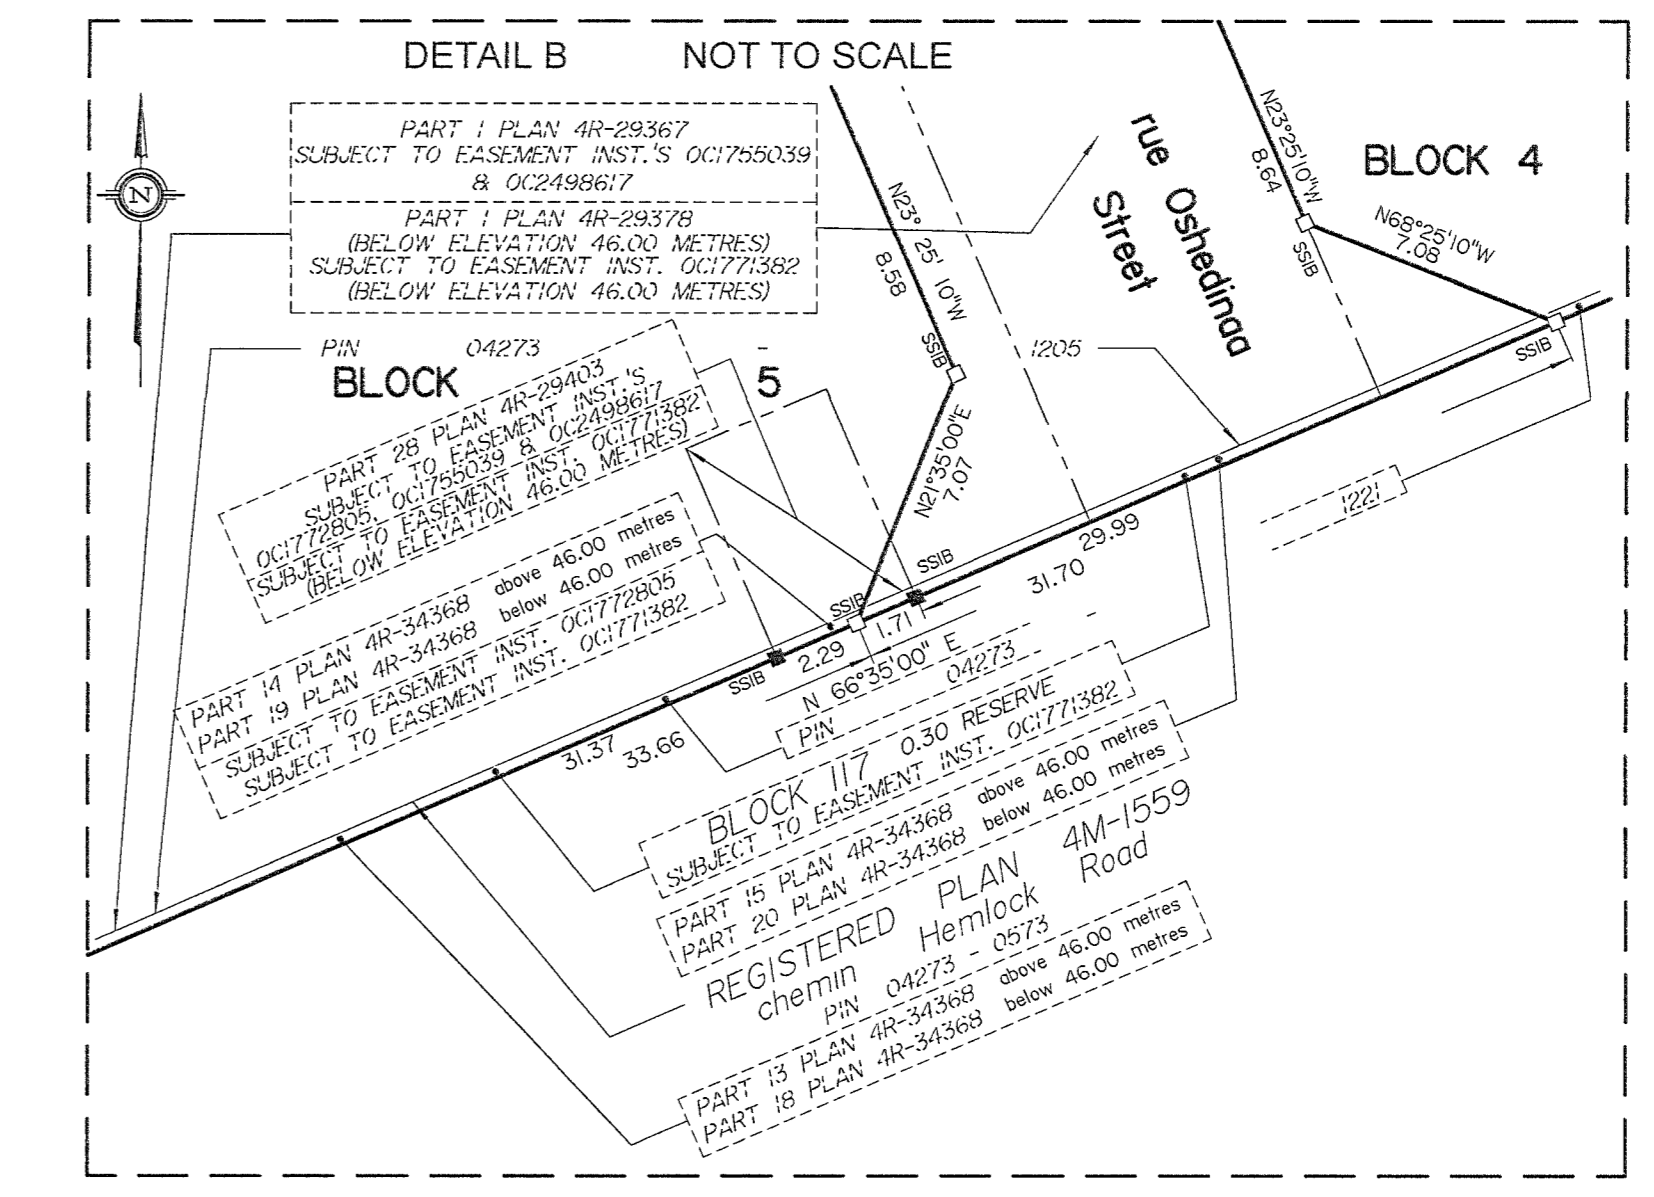 DETAIL B NOT TO SCALE
PART 1 PLAN 4R-29367
SUBJECT TO EASEMENT INST.'S OC1755039
& OC2498617
PART 1 PLAN 4R-29378
(BELOW ELEVATION 46.00 METRES)
SUBJECT TO EASEMENT INST. OC1771382
(BELOW ELEVATION 46.00 METRES)
N
PIN 04273 - 1205
BLOCK 5
PART 28 PLAN 4R-29403
SUBJECT TO EASEMENT INST.'S
OC1772805, OC1755039 & OC2498617
SUBJECT TO EASEMENT INST. OC1771382
(BELOW ELEVATION 46.00 METRES)
PART 14 PLAN 4R-34368 above 46.00 metres
PART 19 PLAN 4R-34368 below 46.00 metres
SUBJECT TO EASEMENT INST. OC1772805
SUBJECT TO EASEMENT INST. OC1771382
N23° 25' 10"W
8.58
SSIB
N21°35'00"E
7.07
rue Oshedinaa
Street
N23°25'10"W
8.64
SSIB
BLOCK 4
N68°25'10"W
7.08
SSIB
SSIB
SSIB
SSIB
29.99
31.70
1.71
2.29
N 66°35'00" E
31.37
33.66
PIN 04273 - 1221
BLOCK 117 0.30 RESERVE
SUBJECT TO EASEMENT INST. OC1771382
PART 15 PLAN 4R-34368 above 46.00 metres
PART 20 PLAN 4R-34368 below 46.00 metres
REGISTERED PLAN 4M-1559
chemin Hemlock Road
PIN 04273 - 0573
PART 13 PLAN 4R-34368 above 46.00 metres
PART 18 PLAN 4R-34368 below 46.00 metres